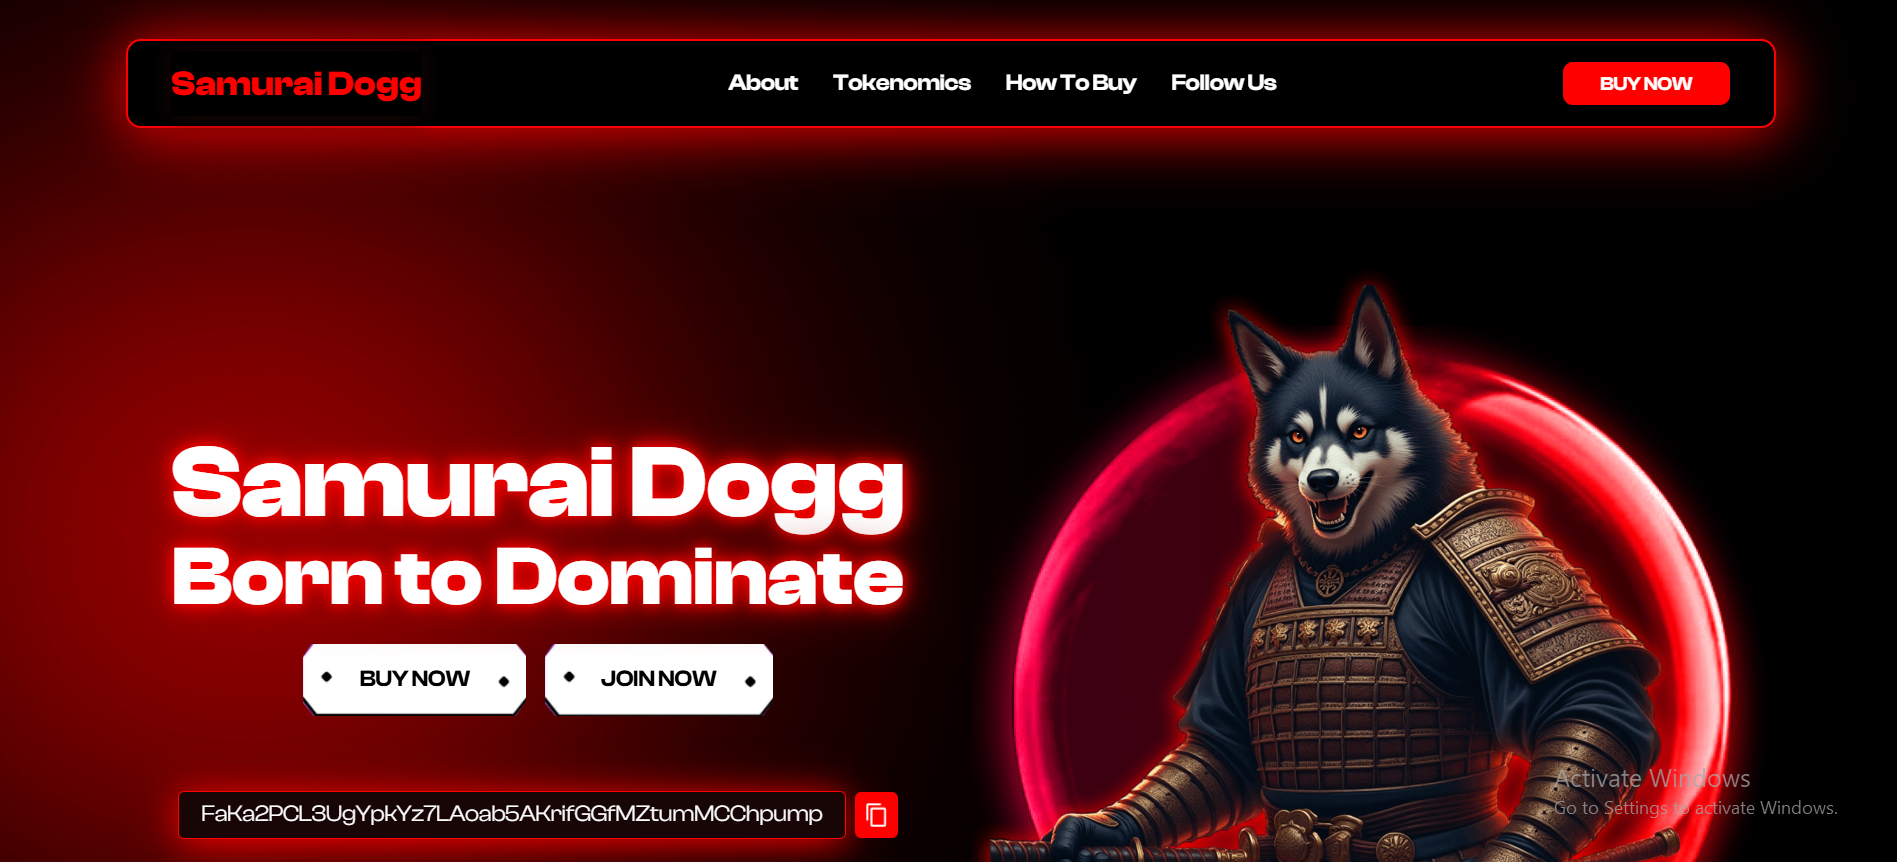 Samurai Dogg
About
Tokenomics
How To Buy
Follow Us
BUY NOW
Samurai Dogg
Born to Dominate
BUY NOW
JOIN NOW
FaKa2PCL3UgYpkYz7LAoab5AKrifGGfMZtumMCChpump
Activate Windows
Go to Settings to activate Windows.